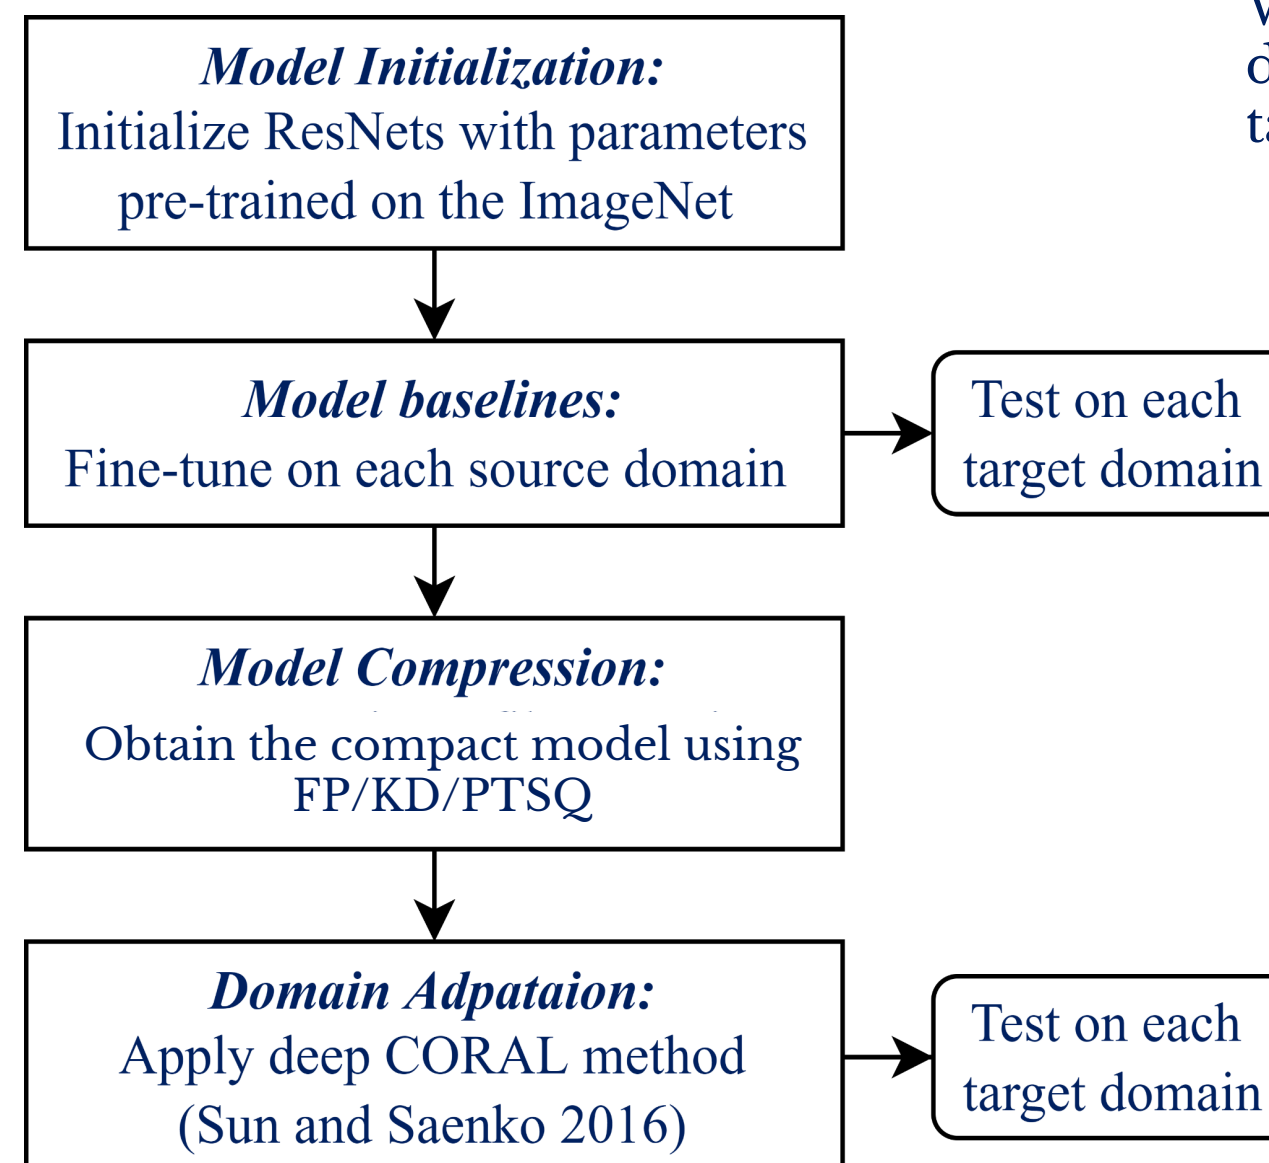 Model Initialization:
Initialize ResNets with parameters
pre-trained on the ImageNet
Model baselines:
Fine-tune on each source domain
Test on each
target domain
Model Compression:
Obtain the compact model using
FP/KD/PTSQ
Domain Adpataion:
Apply deep CORAL method
(Sun and Saenko 2016)
Test on each
target domain